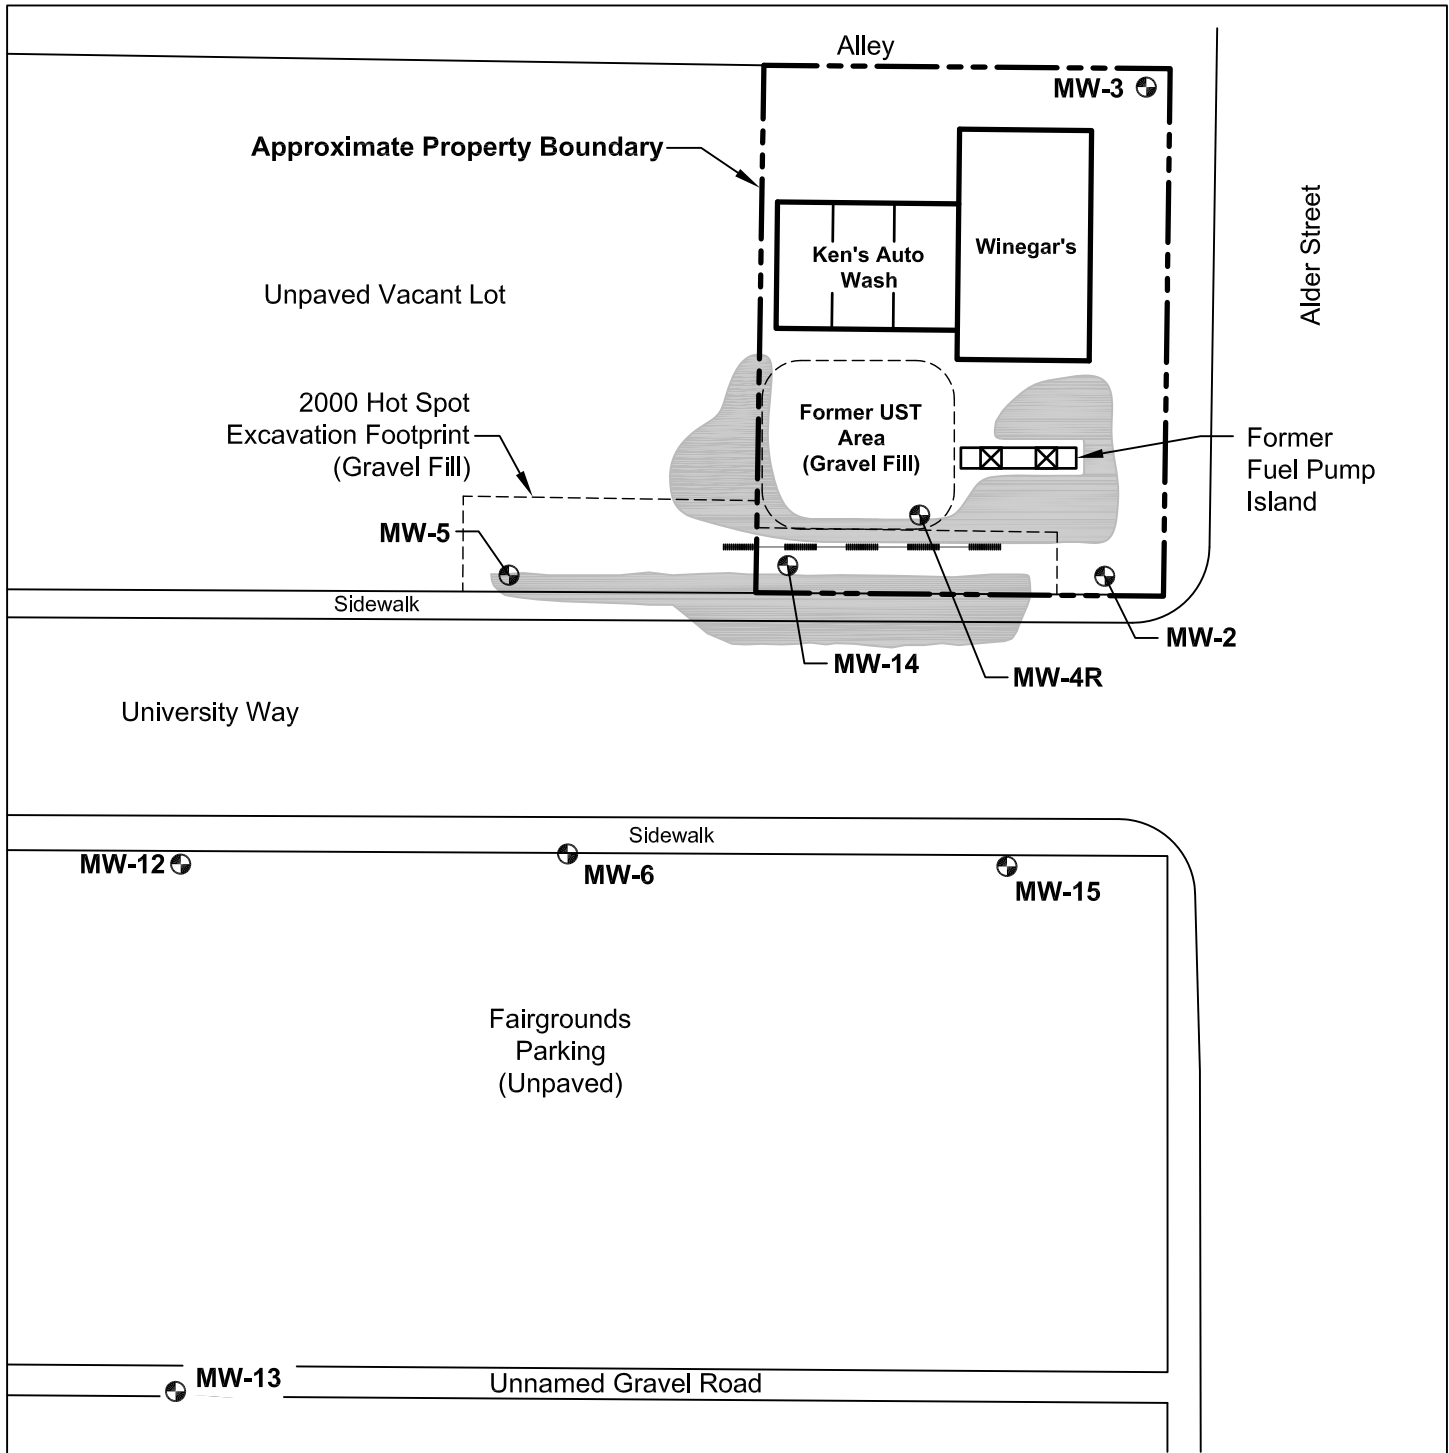 Alley
MW-3
Approximate Property Boundary
Alder Street
Winegar's
Ken's Auto
Wash
Unpaved Vacant Lot
2000 Hot Spot
Excavation Footprint
(Gravel Fill)
Former UST
Area
(Gravel Fill)
Former
Fuel Pump
Island
MW-5
Sidewalk
MW-2
MW-14
MW-4R
University Way
Sidewalk
MW-12
MW-6
MW-15
Fairgrounds
Parking
(Unpaved)
MW-13
Unnamed Gravel Road